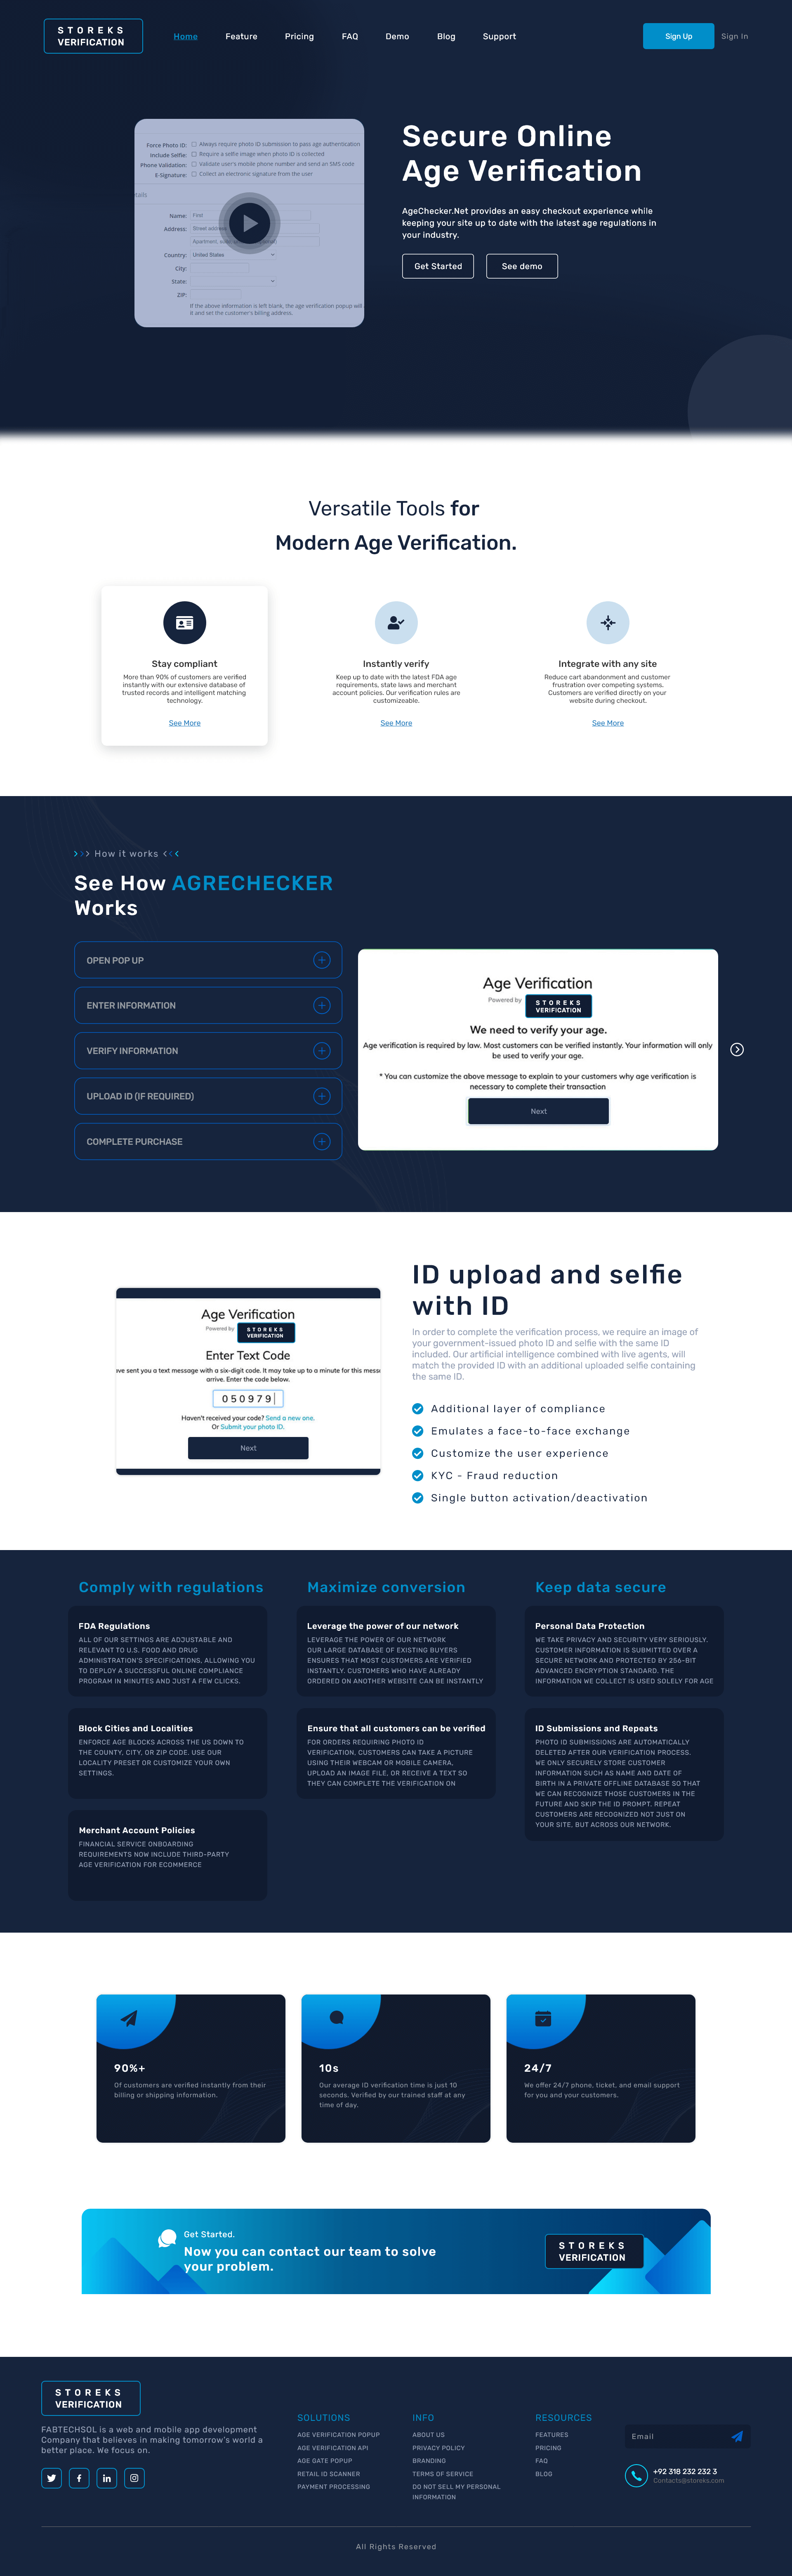 STOREKS
VERIFICATION
Home
Feature
Pricing
FAQ
Demo
Blog
Support
Sign Up
Sign In
Force Photo ID:
Always require photo ID submission to pass age authentication
Include Selfie:
Require a selfie image when photo ID is collected
Phone Validation:
Validate user's mobile phone number and send an SMS code
E-Signature:
Collect an electronic signature from the user
tails
Name:
First
Address:
Street address
Apartment,
Country:
United States
City:
State:
ZIP:
If the above information is left blank, the age verification popup will
it and set the customer's billing address.
Secure Online
Age Verification
AgeChecker.Net provides an easy checkout experience while
keeping your site up to date with the latest age regulations in
your industry.
Get Started
See demo
Versatile Tools for
Modern Age Verification.
Stay compliant
More than 90% of customers are verified
instantly with our extensive database of
trusted records and intelligent matching
technology.
See More
Instantly verify
Keep up to date with the latest FDA age
requirements, state laws and merchant
account policies. Our verification rules are
customizeable.
See More
Integrate with any site
Reduce cart abandonment and customer
frustration over competing systems.
Customers are verified directly on your
website during checkout.
See More
How it works
See How AGRECHECKER
Works
OPEN POP UP
ENTER INFORMATION
VERIFY INFORMATION
UPLOAD ID (IF REQUIRED)
COMPLETE PURCHASE
Age Verification
Powered by
STOREKS
VERIFICATION
We need to verify your age.
Age verification is required by law. Most customers can be verified instantly. Your information will only
be used to verify your age.
* You can customize the above message to explain to your customers why age verification is
necessary to complete their transaction
Next
Age Verification
Powered by
STOREKS
VERIFICATION
Enter Text Code
ave sent you a text message with a six-digit code. It may take up to a minute for this messa
arrive. Enter the code below.
050979
Haven't received your code? Send a new one.
Or Submit your photo ID.
Next
ID upload and selfie
with ID
In order to complete the verification process, we require an image of
your government-issued photo ID and selfie with the same ID
included. Our artificial intelligence combined with live agents, will
match the provided ID with an additional uploaded selfie containing
the same ID.
Additional layer of compliance
Emulates a face-to-face exchange
Customize the user experience
KYC - Fraud reduction
Single button activation/deactivation
Comply with regulations
FDA Regulations
ALL OF OUR SETTINGS ARE ADJUSTABLE AND
RELEVANT TO U.S. FOOD AND DRUG
ADMINISTRATION'S SPECIFICATIONS, ALLOWING YOU
TO DEPLOY A SUCCESSFUL ONLINE COMPLIANCE
PROGRAM IN MINUTES AND JUST A FEW CLICKS.
Block Cities and Localities
ENFORCE AGE BLOCKS ACROSS THE US DOWN TO
THE COUNTY, CITY, OR ZIP CODE. USE OUR
LOCALITY PRESET OR CUSTOMIZE YOUR OWN
SETTINGS.
Merchant Account Policies
FINANCIAL SERVICE ONBOARDING
REQUIREMENTS NOW INCLUDE THIRD-PARTY
AGE VERIFICATION FOR ECOMMERCE
Maximize conversion
Leverage the power of our network
LEVERAGE THE POWER OF OUR NETWORK
OUR LARGE DATABASE OF EXISTING BUYERS
ENSURES THAT MOST CUSTOMERS ARE VERIFIED
INSTANTLY. CUSTOMERS WHO HAVE ALREADY
ORDERED ON ANOTHER WEBSITE CAN BE INSTANTLY
Ensure that all customers can be verified
FOR ORDERS REQUIRING PHOTO ID
VERIFICATION, CUSTOMERS CAN TAKE A PICTURE
USING THEIR WEBCAM OR MOBILE CAMERA,
UPLOAD AN IMAGE FILE, OR RECEIVE A TEXT SO
THEY CAN COMPLETE THE VERIFICATION ON
Keep data secure
Personal Data Protection
WE TAKE PRIVACY AND SECURITY VERY SERIOUSLY.
CUSTOMER INFORMATION IS SUBMITTED OVER A
SECURE NETWORK AND PROTECTED BY 256-BIT
ADVANCED ENCRYPTION STANDARD. THE
INFORMATION WE COLLECT IS USED SOLELY FOR AGE
ID Submissions and Repeats
PHOTO ID SUBMISSIONS ARE AUTOMATICALLY
DELETED AFTER OUR VERIFICATION PROCESS.
WE ONLY SECURELY STORE CUSTOMER
INFORMATION SUCH AS NAME AND DATE OF
BIRTH IN A PRIVATE OFFLINE DATABASE SO THAT
WE CAN RECOGNIZE THOSE CUSTOMERS IN THE
FUTURE AND SKIP THE ID PROMPT. REPEAT
CUSTOMERS ARE RECOGNIZED NOT JUST ON
YOUR SITE, BUT ACROSS OUR NETWORK.
90%+
Of customers are verified instantly from their
billing or shipping information.
10s
Our average ID verification time is just 10
seconds. Verified by our trained staff at any
time of day.
24/7
We offer 24/7 phone, ticket, and email support
for you and your customers.
Get Started.
Now you can contact our team to solve
your problem.
STOREKS
VERIFICATION
STOREKS
VERIFICATION
FABTECHSOL is a web and mobile app development
Company that believes in making tomorrow's world a
better place. We focus on.
SOLUTIONS
AGE VERIFICATION POPUP
AGE VERIFICATION API
AGE GATE POPUP
RETAIL ID SCANNER
PAYMENT PROCESSING
INFO
ABOUT US
PRIVACY POLICY
BRANDING
TERMS OF SERVICE
DO NOT SELL MY PERSONAL
INFORMATION
RESOURCES
FEATURES
PRICING
FAQ
BLOG
Email
+92 318 232 232 3
Contacts@storeks.com
All Rights Reserved